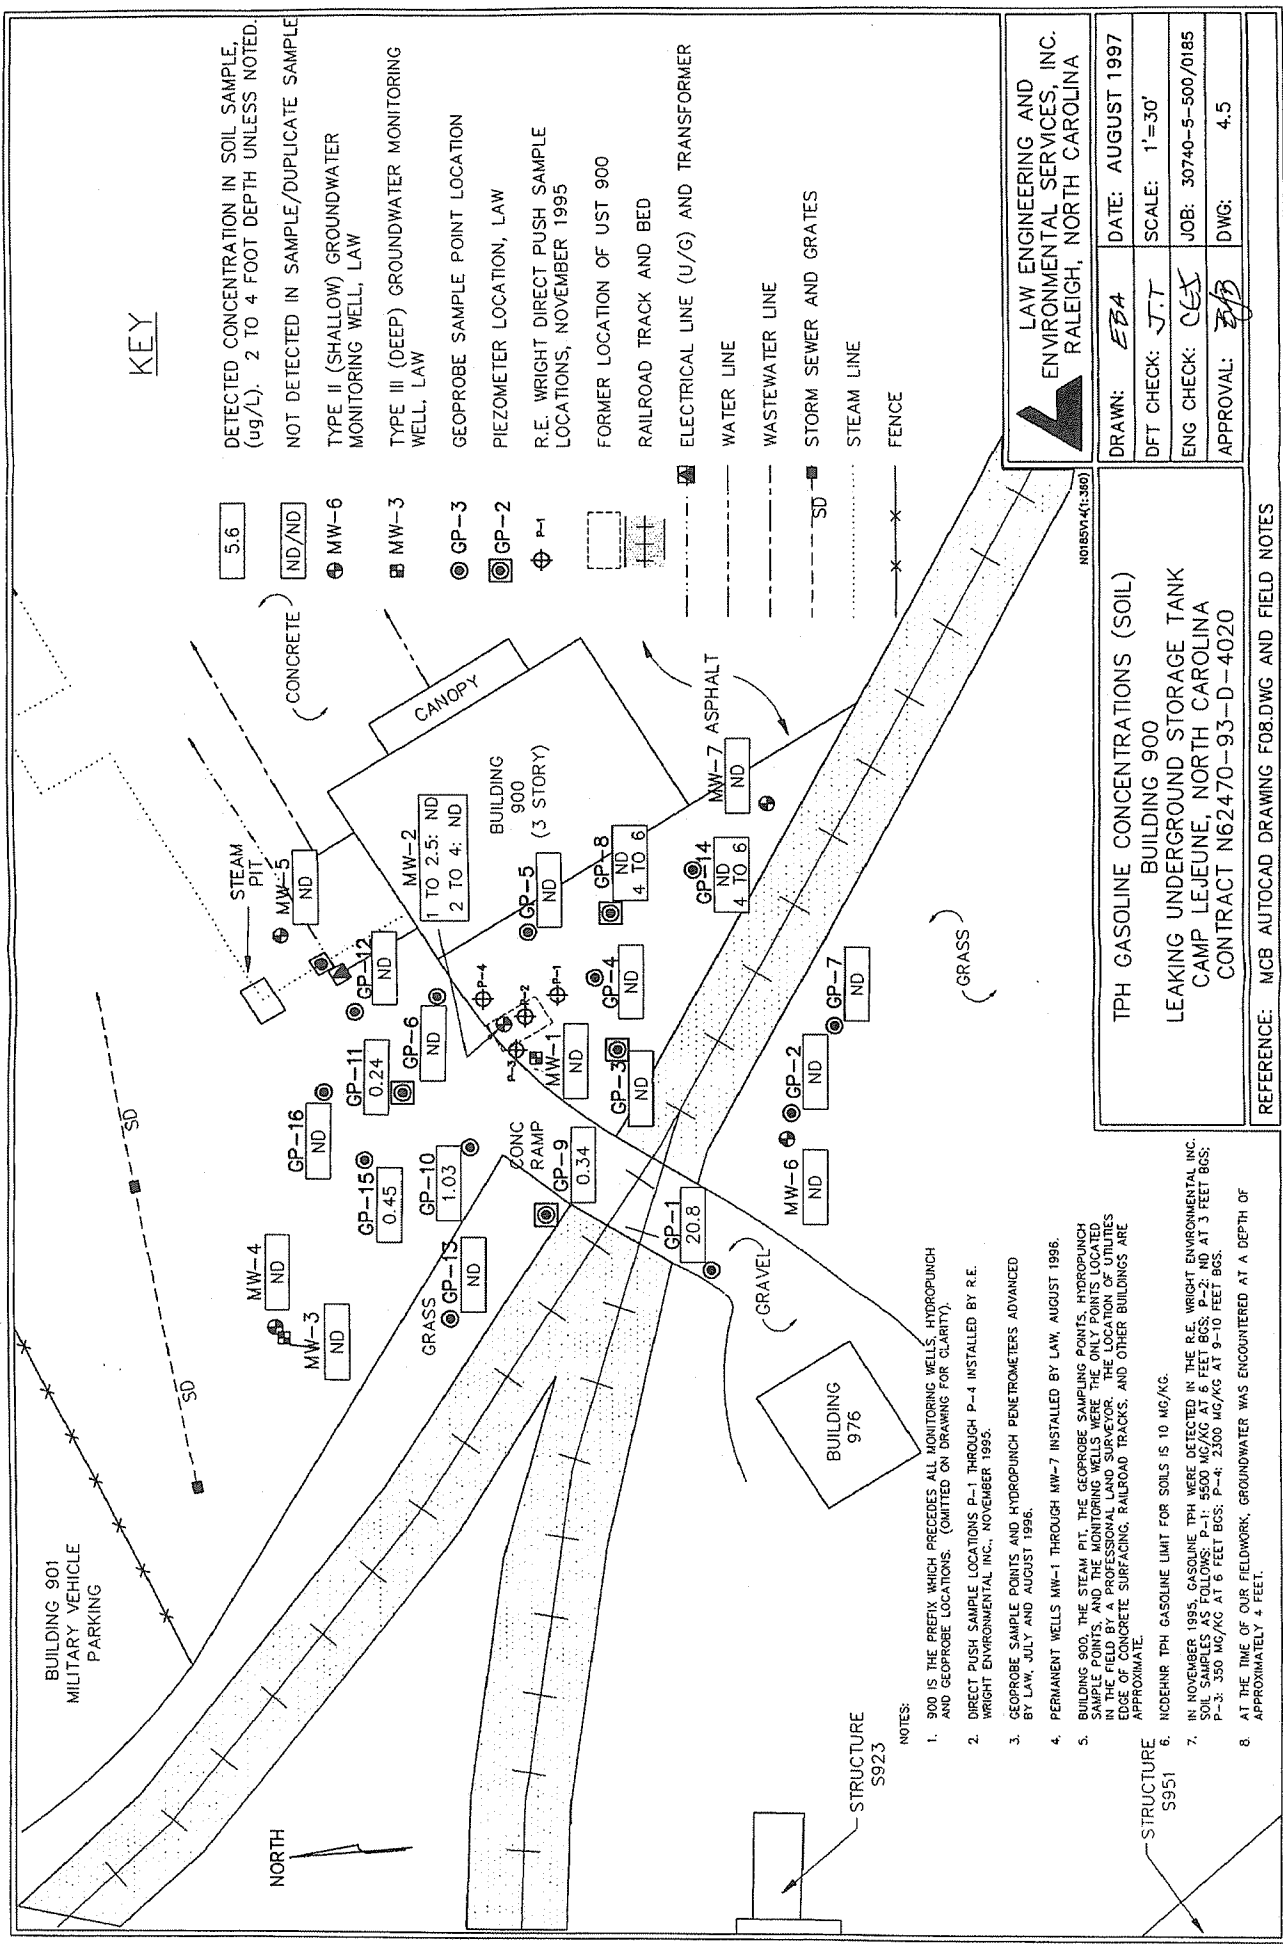 BUILDING 901
MILITARY VEHICLE
PARKING
SD
SD
NORTH
STEAM
PIT
CONCRETE
MW-5
ND
CANOPY
BUILDING
900
(3 STORY)
MW-2
1 TO 2.5: ND
2 TO 4: ND
GP-12
ND
GP-6
ND
GP-11
0.24
GP-16
ND
GP-15
0.45
GP-10
1.03
MW-4
ND
MW-3
ND
GRASS
GP-13
ND
CONC
RAMP
GP-9
0.34
P-4
P-2
P-1
P-3
MW-1
ND
GP-5
ND
GP-8
ND
4 TO 6
GP-4
ND
GP-3
ND
GP-14
ND
4 TO 6
MW-7
ND
ASPHALT
GP-1
20.8
GP-7
ND
GP-2
ND
MW-6
ND
GRASS
GRAVEL
BUILDING
976
STRUCTURE
S923
STRUCTURE
S951
KEY
5.6
DETECTED CONCENTRATION IN SOIL SAMPLE,
(ug/L). 2 TO 4 FOOT DEPTH UNLESS NOTED.
ND/ND
NOT DETECTED IN SAMPLE/DUPLICATE SAMPLE
MW-6
TYPE II (SHALLOW) GROUNDWATER
MONITORING WELL, LAW
MW-3
TYPE III (DEEP) GROUNDWATER MONITORING
WELL, LAW
GP-3
GEOPROBE SAMPLE POINT LOCATION
GP-2
PIEZOMETER LOCATION, LAW
P-1
R.E. WRIGHT DIRECT PUSH SAMPLE
LOCATIONS, NOVEMBER 1995
FORMER LOCATION OF UST 900
RAILROAD TRACK AND BED
ELECTRICAL LINE (U/G) AND TRANSFORMER
WATER LINE
WASTEWATER LINE
SD
STORM SEWER AND GRATES
STEAM LINE
FENCE
NOTES:
1. 900 IS THE PREFIX WHICH PRECEDES ALL MONITORING WELLS, HYDROPUNCH
AND GEOPROBE LOCATIONS. (OMITTED ON DRAWING FOR CLARITY).
2. DIRECT PUSH SAMPLE LOCATIONS P-1 THROUGH P-4 INSTALLED BY R.E.
WRIGHT ENVIRONMENTAL INC., NOVEMBER 1995.
3. GEOPROBE SAMPLE POINTS AND HYDROPUNCH PENETROMETERS ADVANCED
BY LAW, JULY AND AUGUST 1996.
4. PERMANENT WELLS MW-1 THROUGH MW-7 INSTALLED BY LAW, AUGUST 1996.
5. BUILDING 900, THE STEAM PIT, THE GEOPROBE SAMPLING POINTS, HYDROPUNCH
SAMPLE POINTS, AND THE MONITORING WELLS WERE THE ONLY POINTS LOCATED
IN THE FIELD BY A PROFESSIONAL LAND SURVEYOR. THE LOCATION OF UTILITIES
EDGE OF CONCRETE SURFACING, RAILROAD TRACKS, AND OTHER BUILDINGS ARE
APPROXIMATE.
6. NCDEHNR TPH GASOLINE LIMIT FOR SOILS IS 10 MG/KG.
7. IN NOVEMBER 1995, GASOLINE TPH WERE DETECTED IN THE R.E. WRIGHT ENVIRONMENTAL INC.
SOIL SAMPLES AS FOLLOWS: P-1: 5500 MG/KG AT 6 FEET BGS; P-2: ND AT 3 FEET BGS;
P-3: 350 MG/KG AT 6 FEET BGS; P-4: 2300 MG/KG AT 9-10 FEET BGS.
8. AT THE TIME OF OUR FIELDWORK, GROUNDWATER WAS ENCOUNTERED AT A DEPTH OF
APPROXIMATELY 4 FEET.
N0185V14(1:360)
TPH GASOLINE CONCENTRATIONS (SOIL)
BUILDING 900
LEAKING UNDERGROUND STORAGE TANK
CAMP LEJEUNE, NORTH CAROLINA
CONTRACT N62470-93-D-4020
LAW ENGINEERING AND
ENVIRONMENTAL SERVICES, INC.
RALEIGH, NORTH CAROLINA
DRAWN: EBA
DATE: AUGUST 1997
DFT CHECK: J.T
SCALE: 1"=30'
ENG CHECK:
JOB: 30740-5-500/0185
APPROVAL:
DWG: 4.5
REFERENCE: MCB AUTOCAD DRAWING F08.DWG AND FIELD NOTES